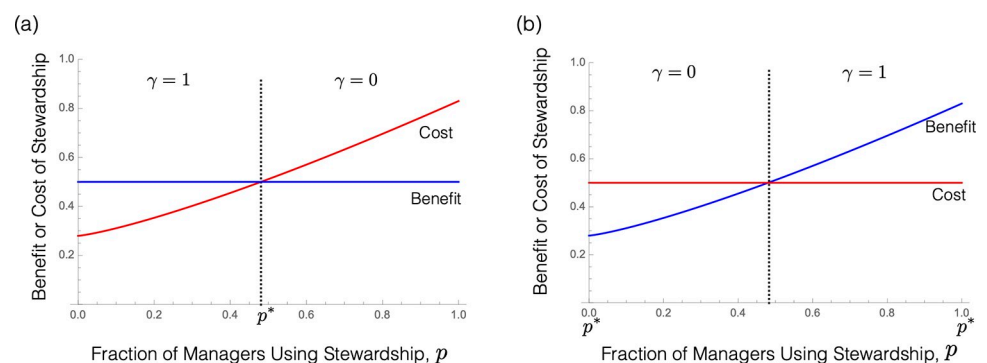 (a)
Benefit or Cost of Stewardship
1.0
0.8
0.6
0.4
0.2
γ = 1
γ = 0
Cost
Benefit
0.0 0.2 0.4 0.6 0.8 1.0
p*
Fraction of Managers Using Stewardship, p
(b)
Benefit or Cost of Stewardship
1.0
0.8
0.6
0.4
0.2
γ = 0
γ = 1
Benefit
Cost
0.0 0.2 0.4 0.6 0.8 1.0
p* p*
Fraction of Managers Using Stewardship, p